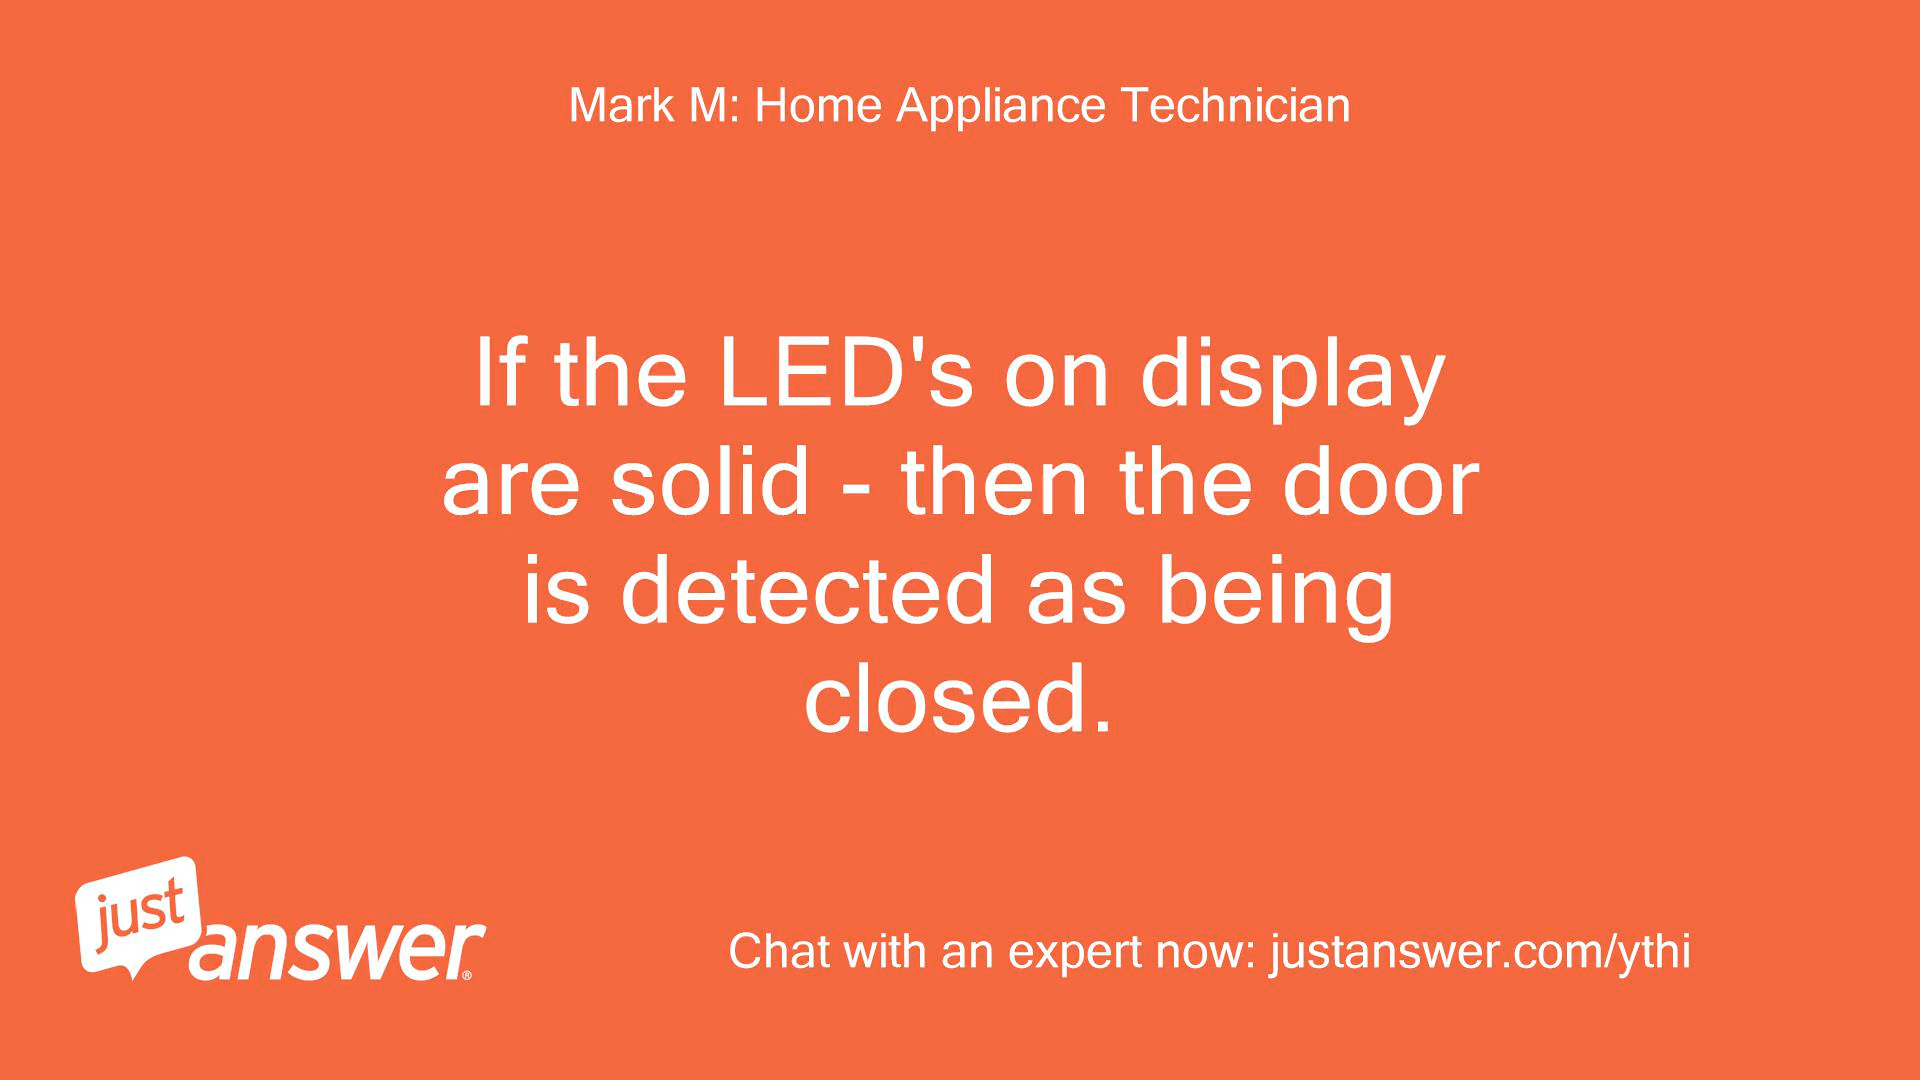 Mark M: Home Appliance Technician
If the LED's on display
are solid - then the door
is detected as being
closed.
just
answer®
Chat with an expert now: justanswer.com/ythi